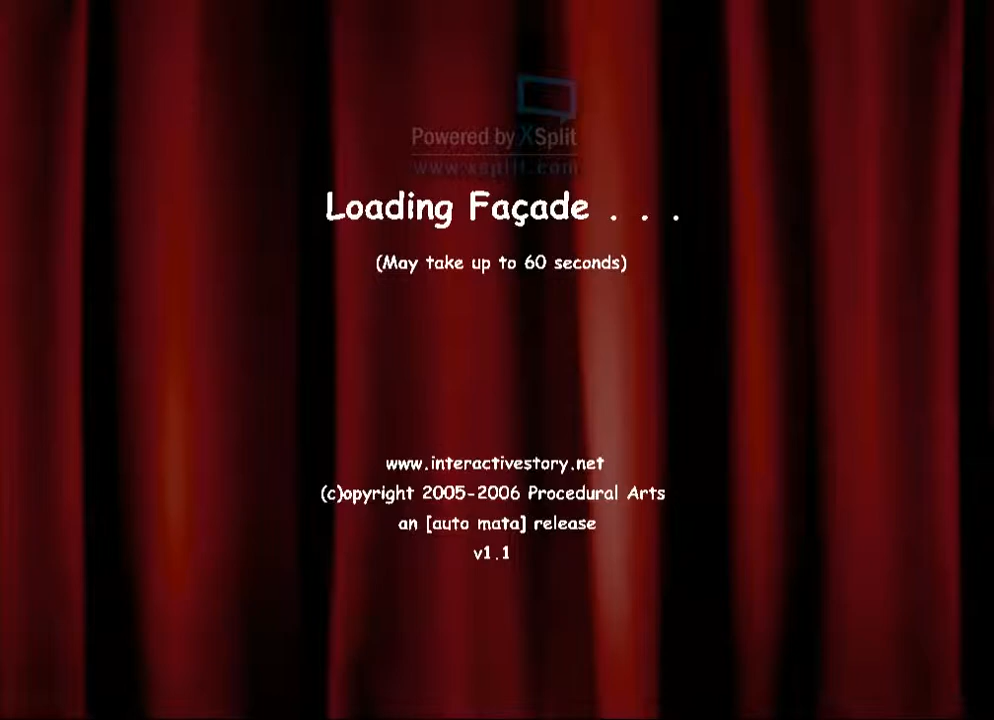 Powered by XSplit
www.xsplit.com
Loading Façade . . .
(May take up to 60 seconds)
www.interactivestory.net
(c)opyright 2005-2006 Procedural Arts
an [auto mata] release
v1.1